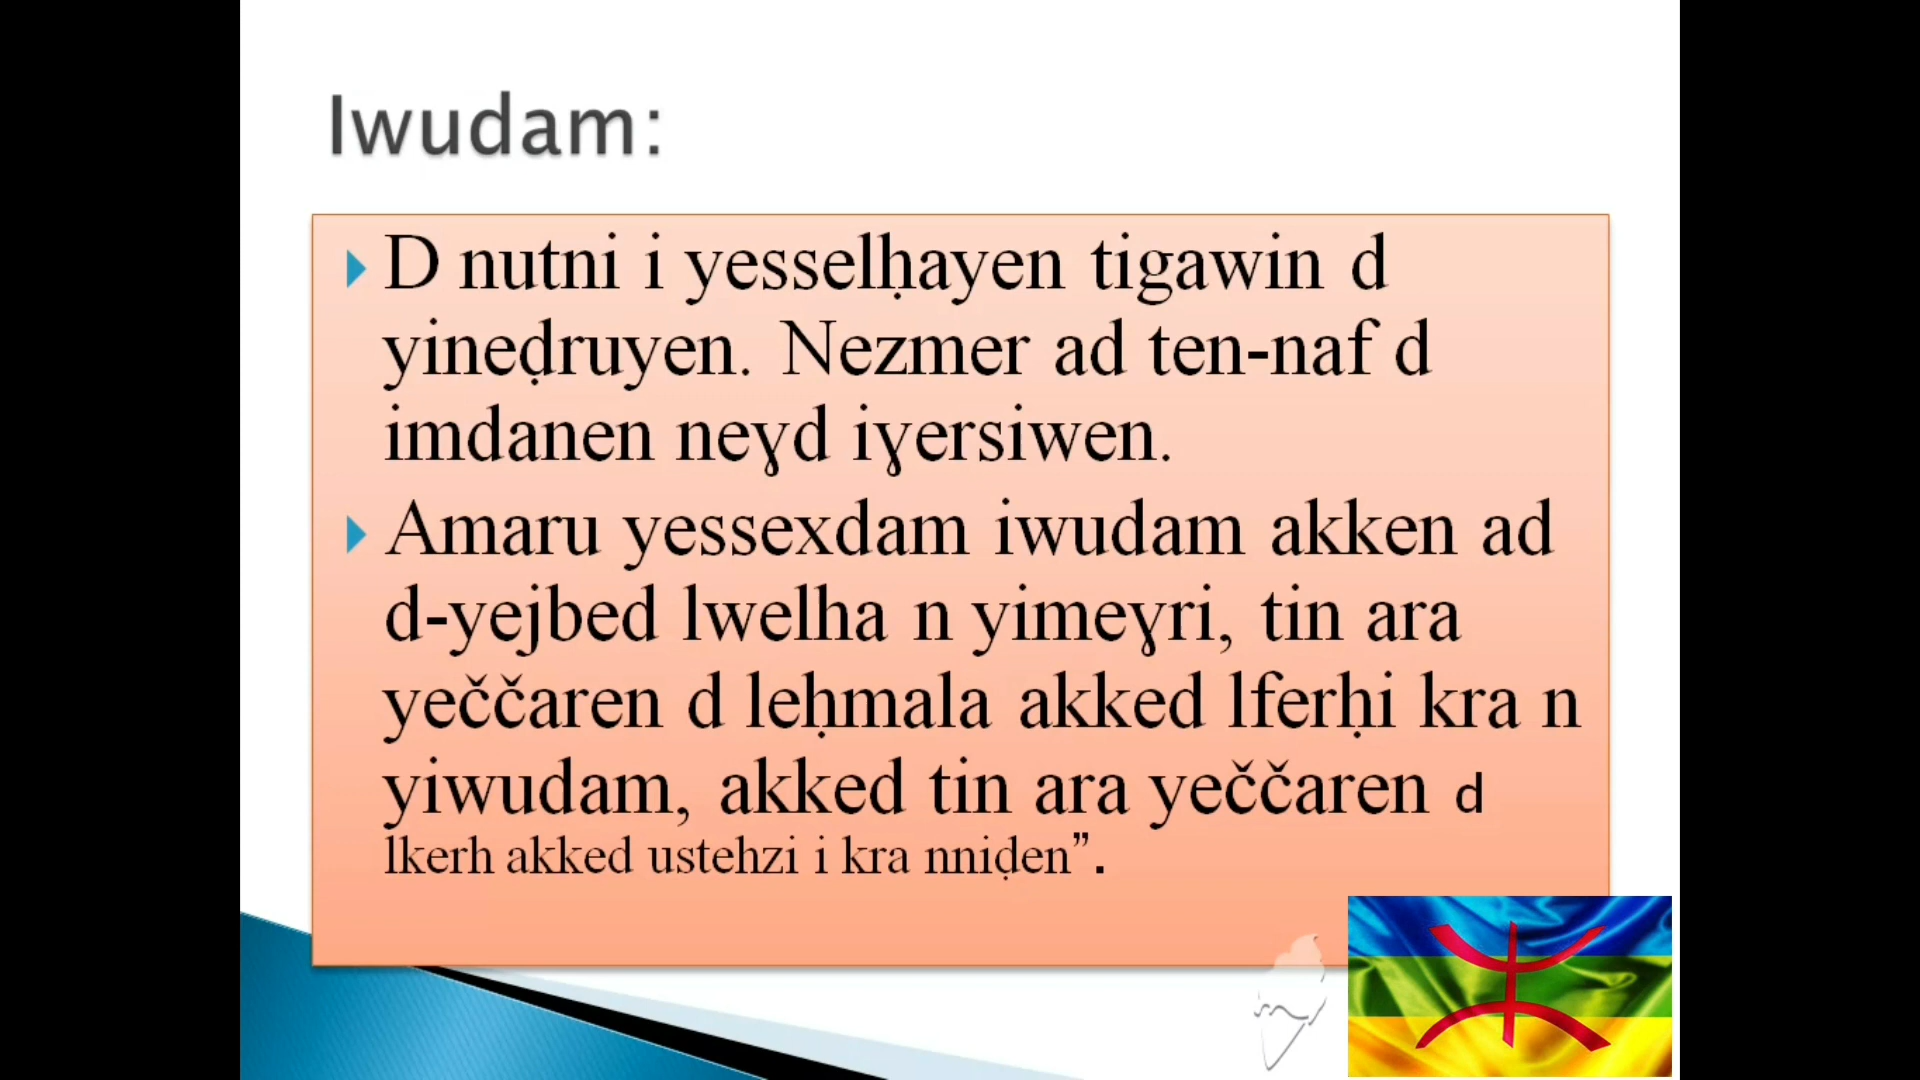 Iwudam:
D nutni i yesselḥayen tigawin d
yineḍruyen. Nezmer ad ten-naf d
imdanen neɣd iɣersiwen.
Amaru yessexdam iwudam akken ad
d-yejbed lwelha n yimeɣri, tin ara
yeččaren d leḥmala akked lferḥi kra n
yiwudam, akked tin ara yeččaren d
lkerh akked ustehzi i kra nniḍen”.